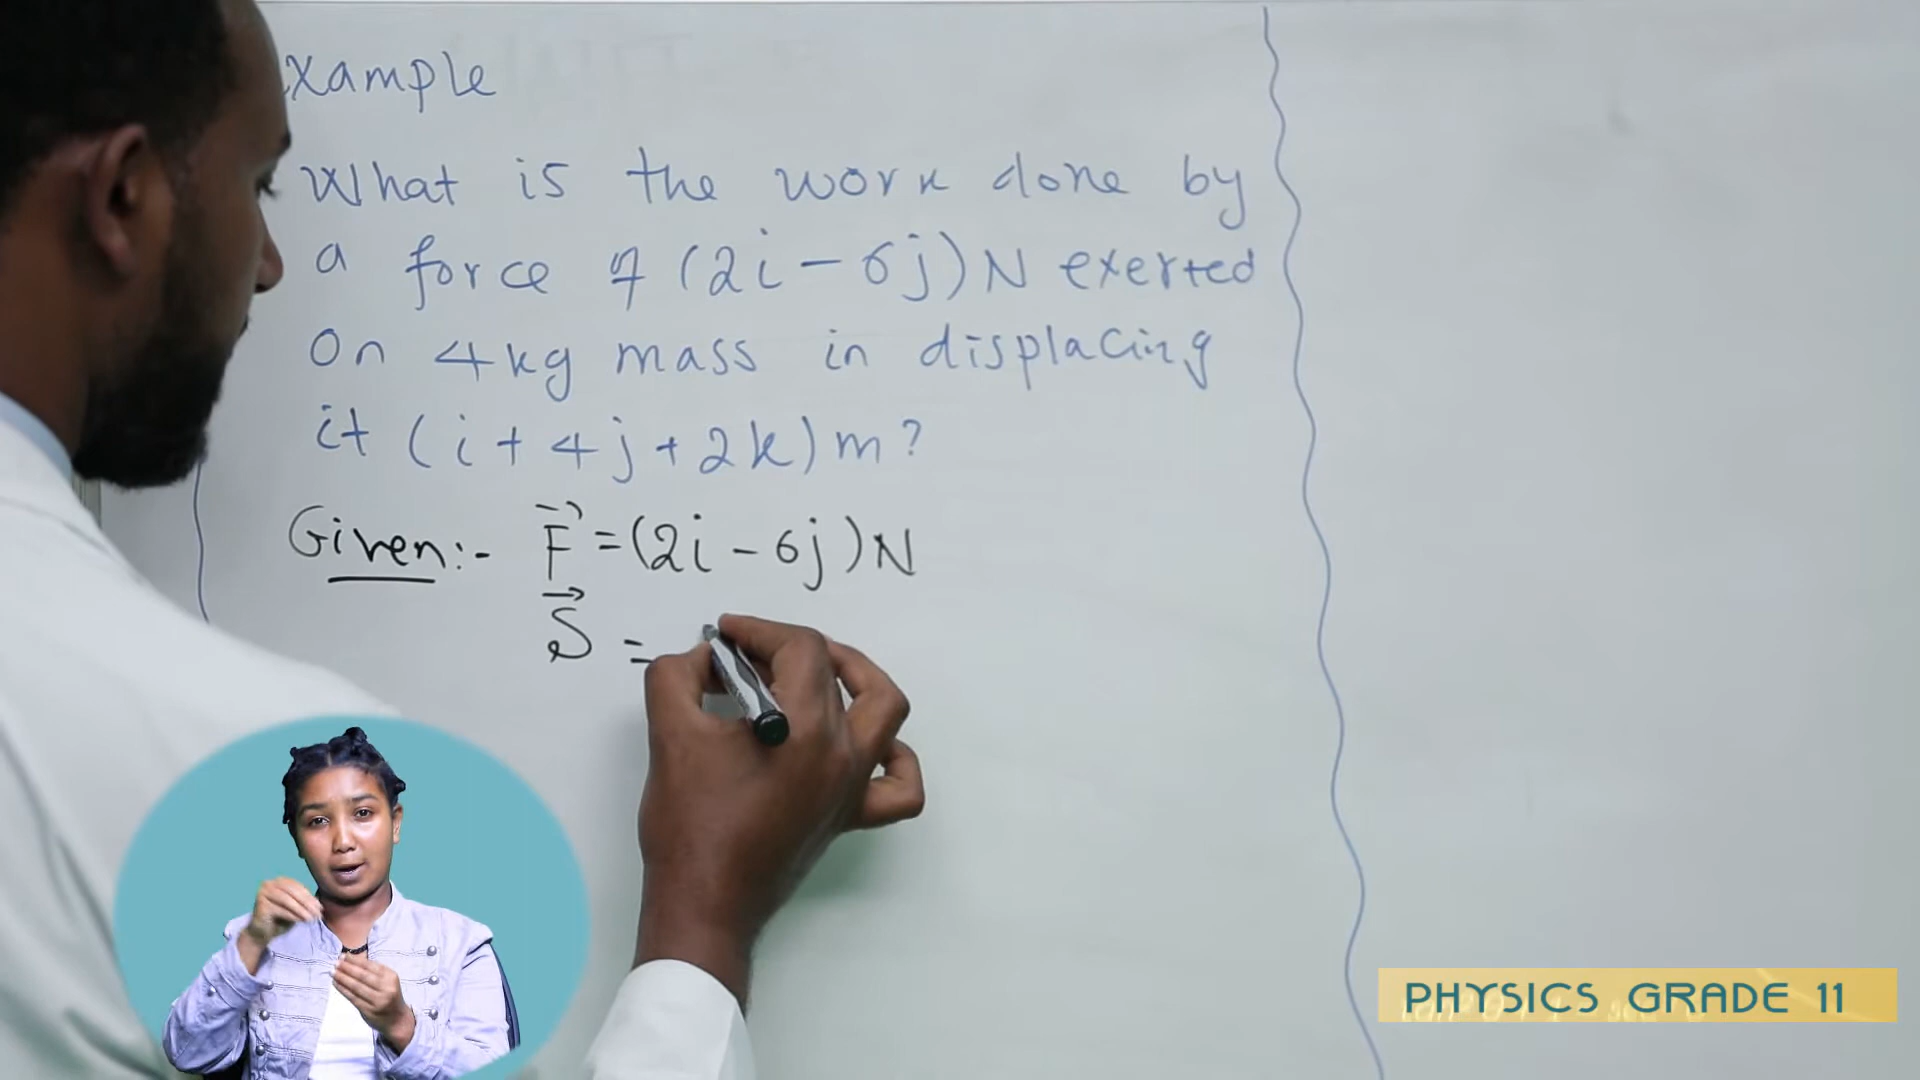 xample
What is the work done by
a force of (2i - 6j) N exerted
on 4kg mass in displacing
it (i + 4j + 2k) m?
Given:- F⃗ = (2i - 6j) N
S⃗ =
PHYSICS GRADE 11